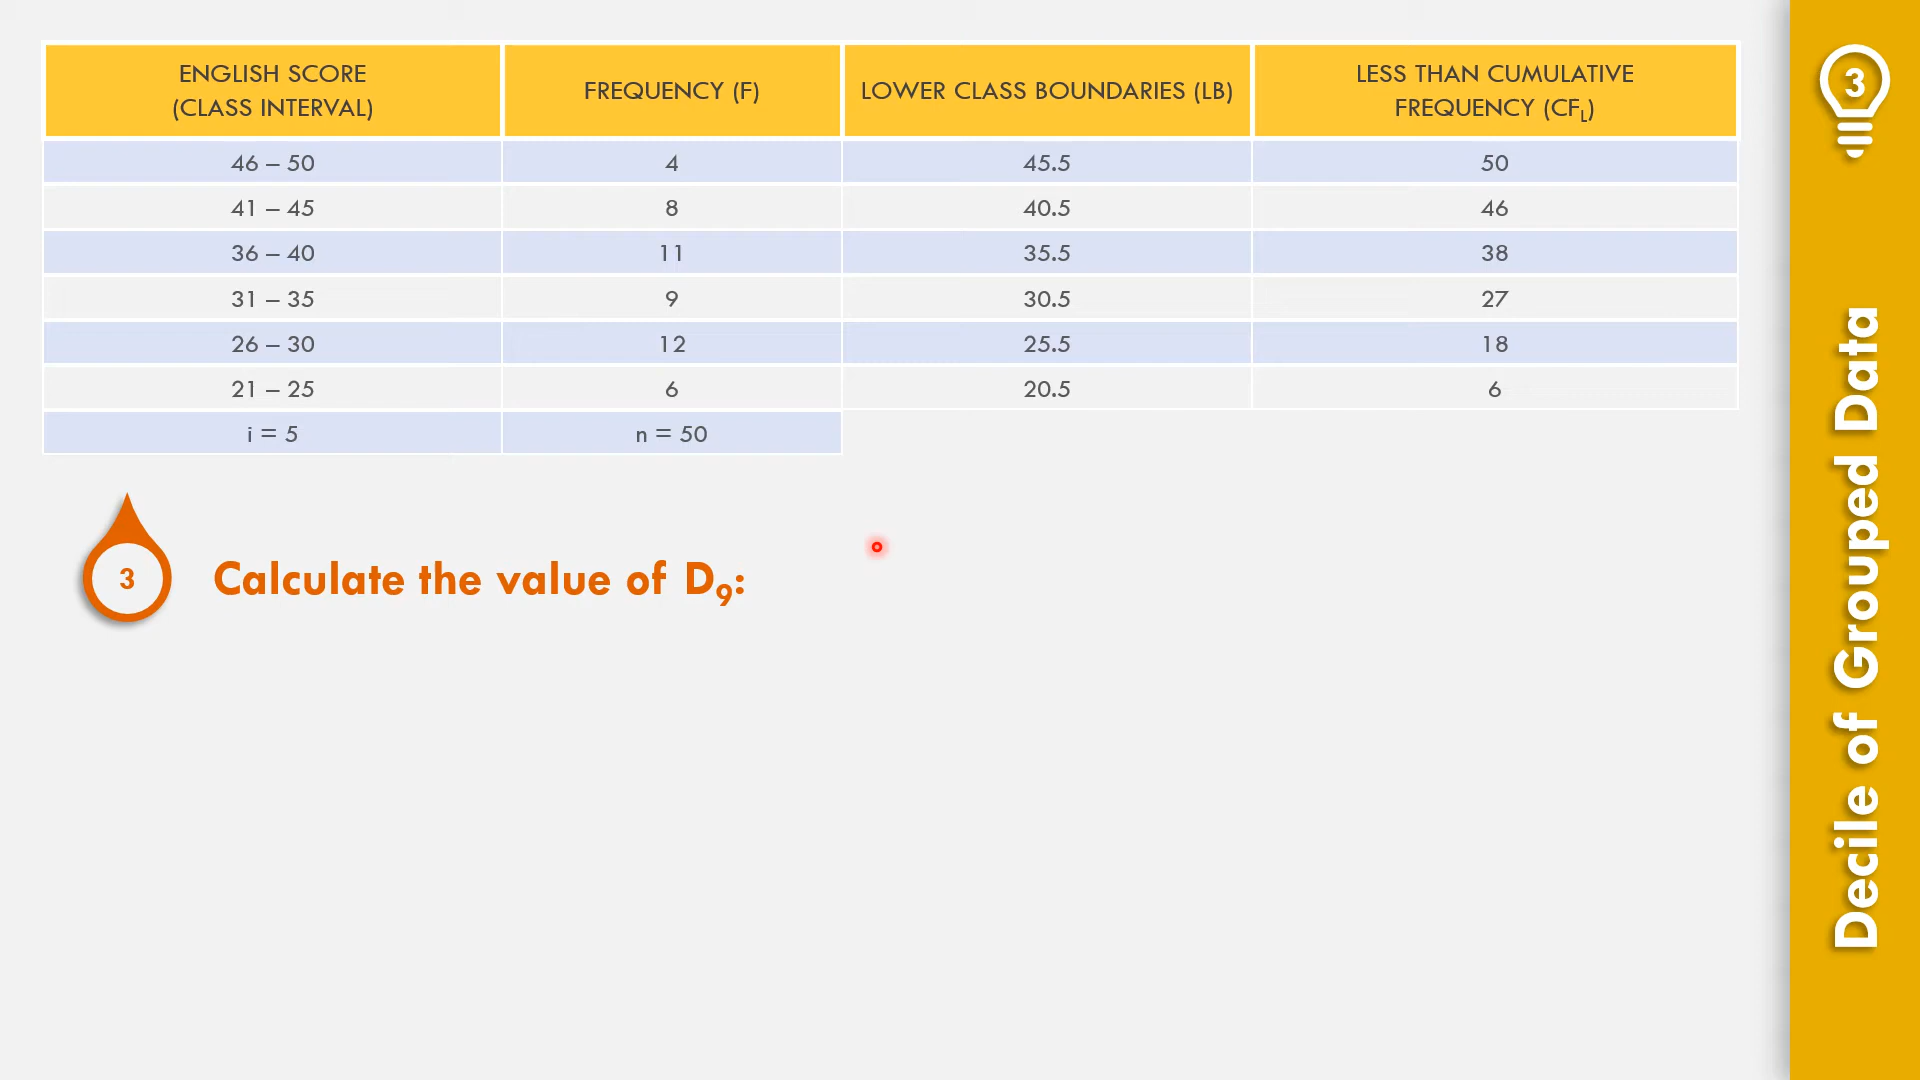 ENGLISH SCORE
(CLASS INTERVAL)
FREQUENCY (F)
LOWER CLASS BOUNDARIES (LB)
LESS THAN CUMULATIVE
FREQUENCY (CF_L)
46 – 50 4 45.5 50
41 – 45 8 40.5 46
36 – 40 11 35.5 38
31 – 35 9 30.5 27
26 – 30 12 25.5 18
21 – 25 6 20.5 6
i = 5 n = 50
3
Calculate the value of D₉:
3
Decile of Grouped Data